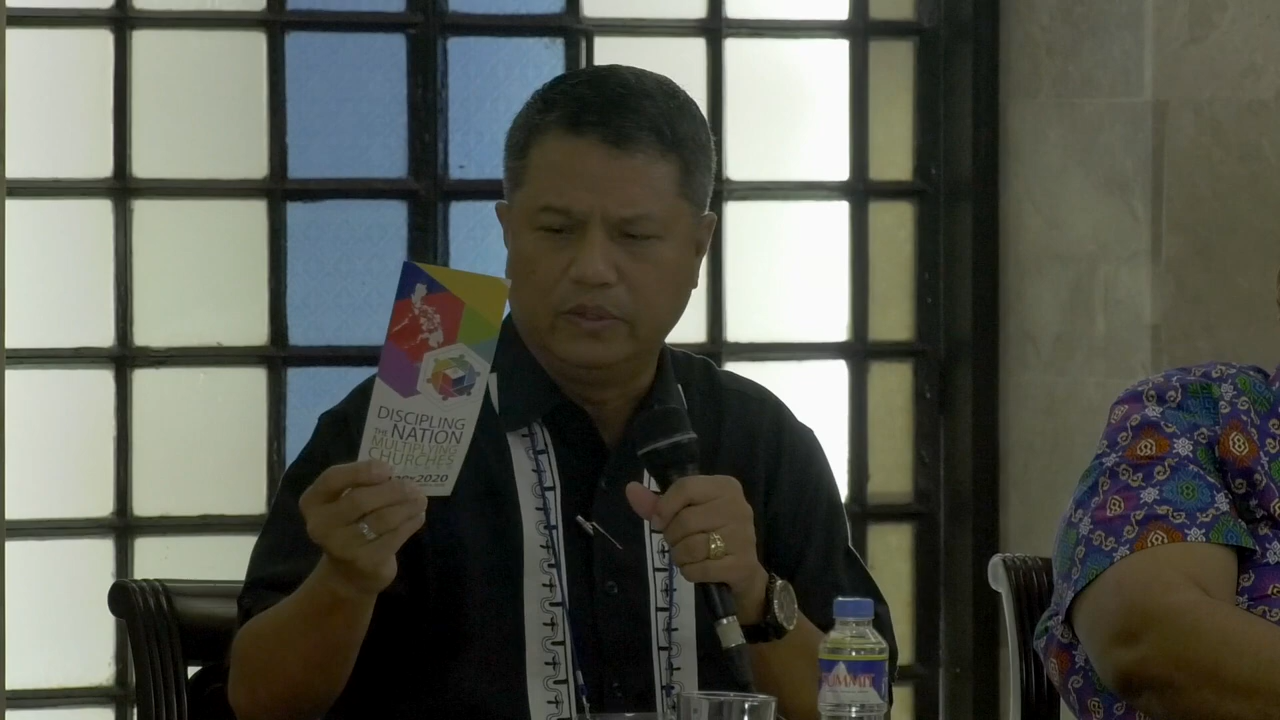 DISCIPLING
THE NATION
MULTIPLYING
CHURCHES
2020
SUMMIT